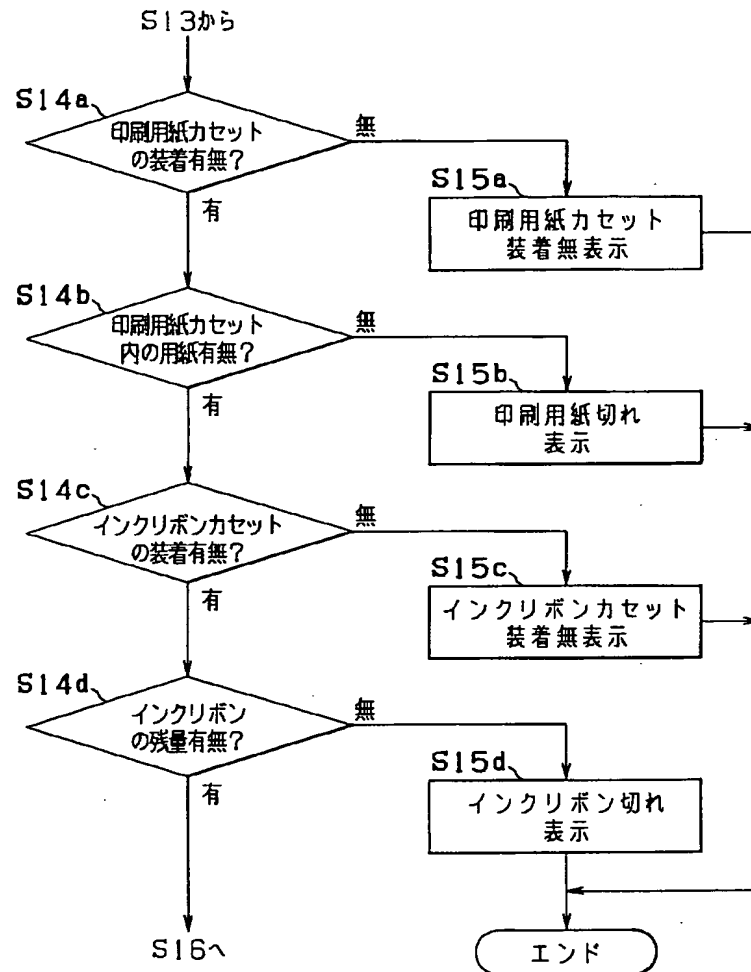 S13から
S14a
印刷用紙カセット
の装着有無?
無
有
S15a
印刷用紙カセット
装着無表示
S14b
印刷用紙カセット
内の用紙有無?
無
有
S15b
印刷用紙切れ
表示
S14c
インクリボンカセット
の装着有無?
無
有
S15c
インクリボンカセット
装着無表示
S14d
インクリボン
の残量有無?
無
有
S15d
インクリボン切れ
表示
S16へ
エンド